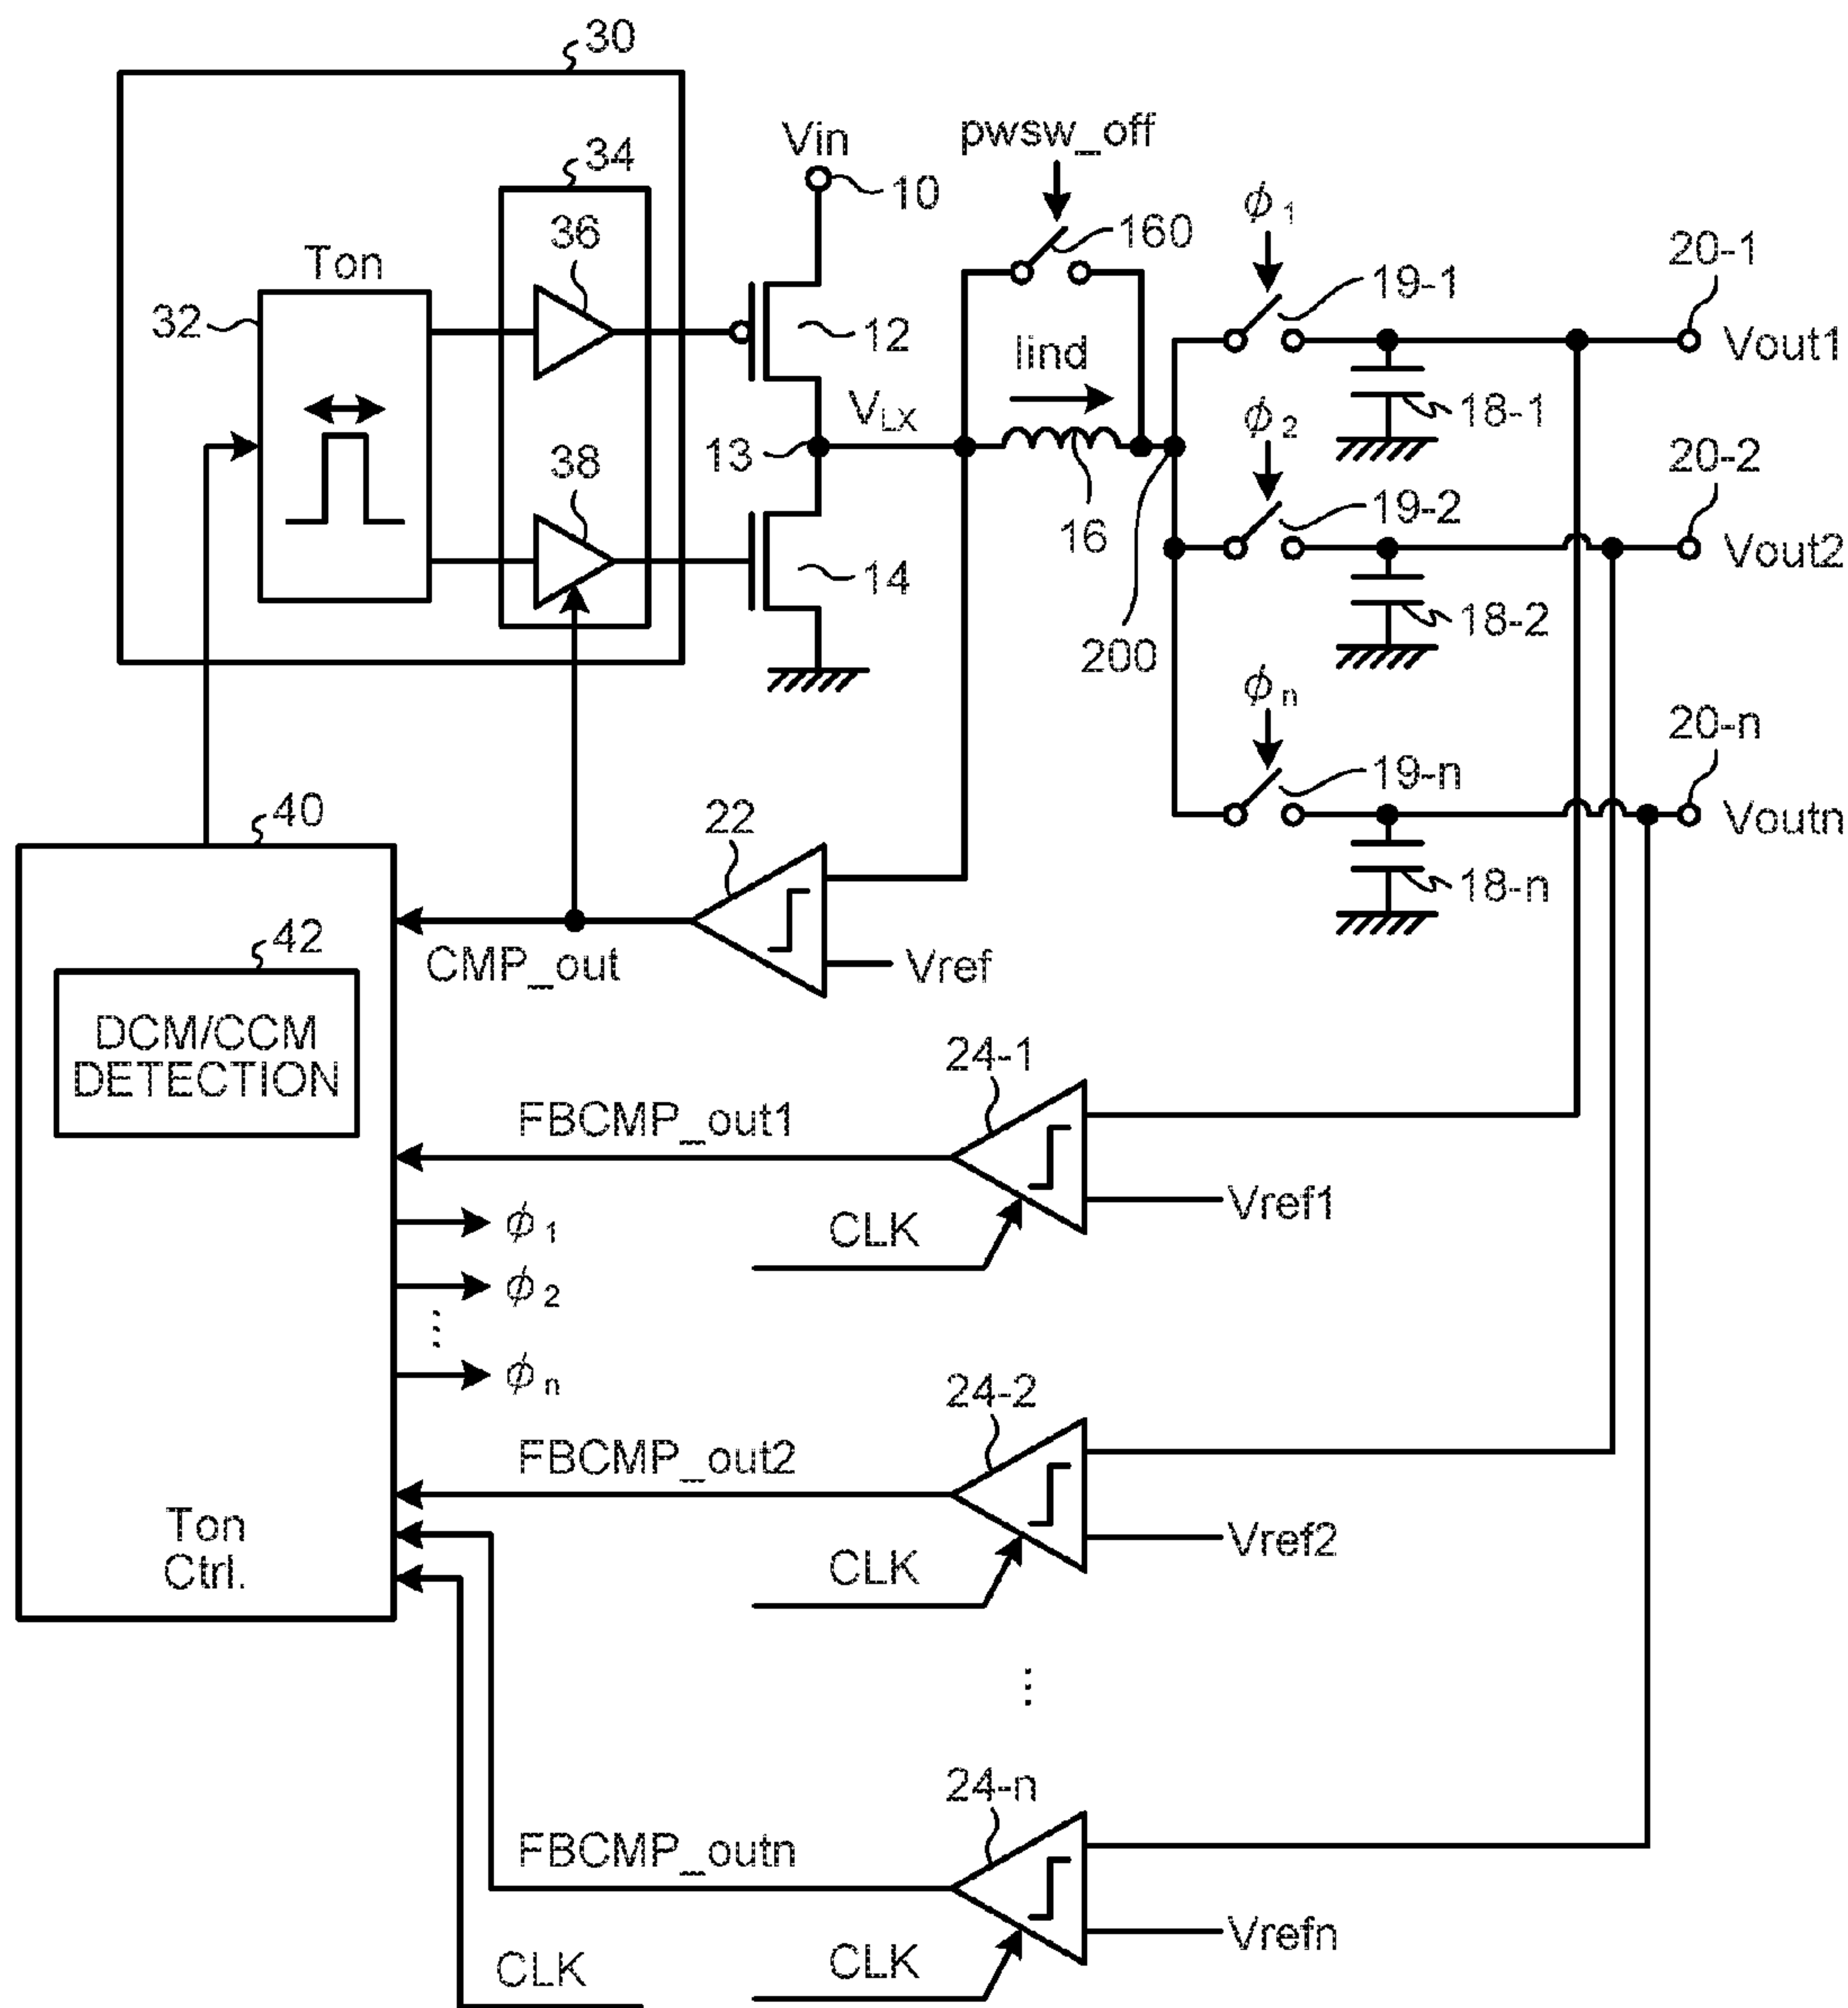 30
Vin
pwsw_off
34
10
ϕ1
36
160
20-1
Ton
19-1
32
12
Iind
Vout1
VLX
ϕ2
18-1
13
20-2
38
19-2
16
Vout2
14
18-2
200
ϕn
20-n
19-n
40
22
Voutn
18-n
42
CMP_out
Vref
DCM/CCM
DETECTION
24-1
FBCMP_out1
Vref1
ϕ1
CLK
ϕ2
⋮
ϕn
24-2
FBCMP_out2
Ton
Ctrl.
Vref2
CLK
⋮
24-n
FBCMP_outn
Vrefn
CLK
CLK